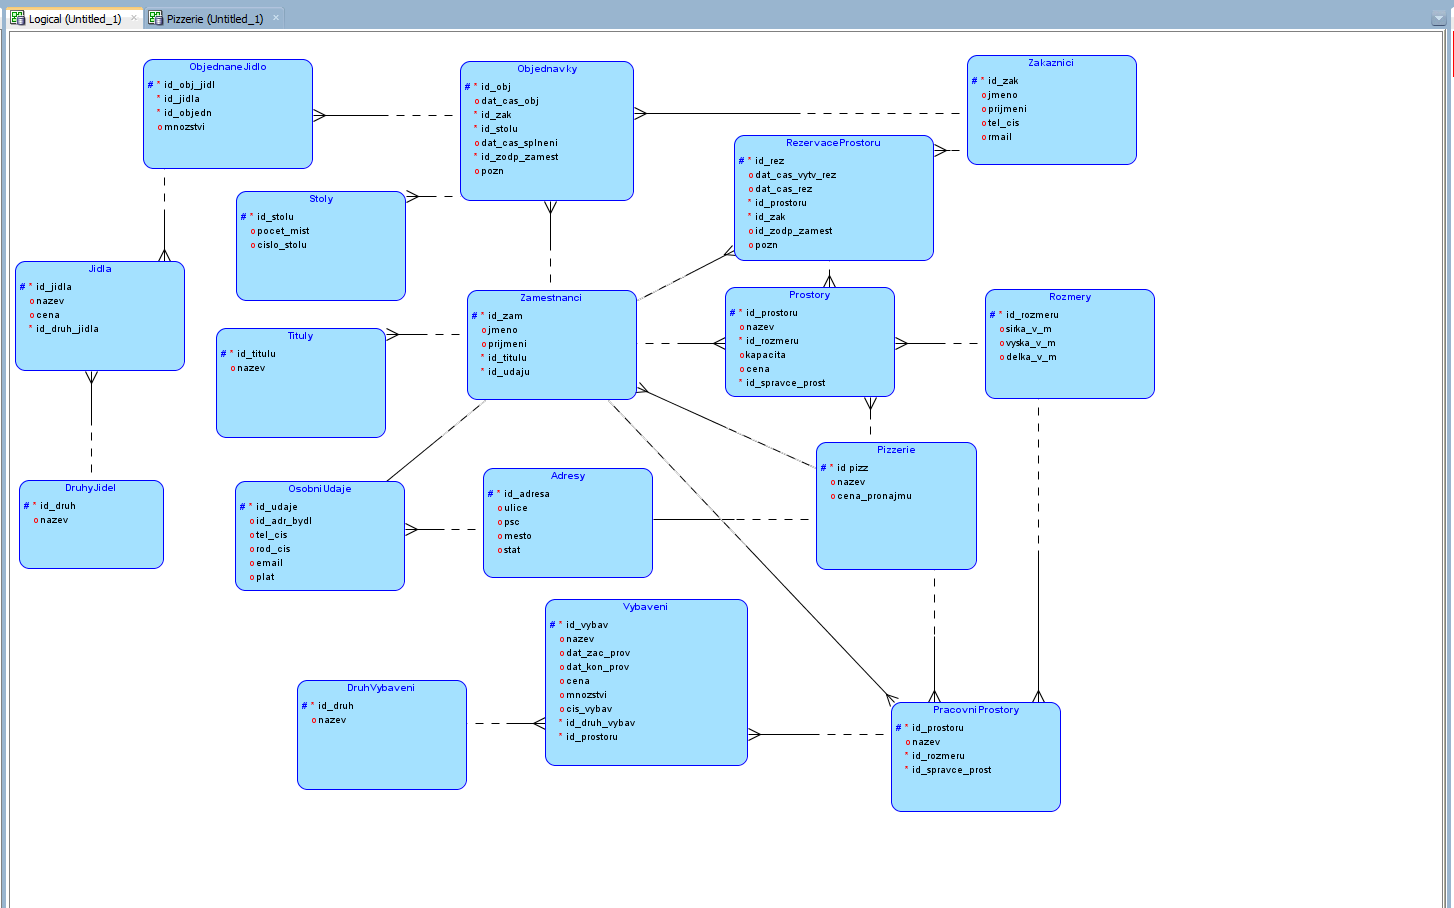 Logical (Untitled_1)
Pizzerie (Untitled_1)
ObjednaneJidlo
# * id_obj_jidl
* id_jidla
* id_objedn
o mnozstvi
Objednavky
# * id_obj
o dat_cas_obj
* id_zak
* id_stolu
o dat_cas_splneni
* id_zodp_zamest
o pozn
Zakaznici
# * id_zak
o jmeno
o prijmeni
o tel_cis
o rmail
RezervaceProstoru
# * id_rez
o dat_cas_vytv_rez
o dat_cas_rez
* id_prostoru
* id_zak
o id_zodp_zamest
o pozn
Stoly
# * id_stolu
o pocet_mist
o cislo_stolu
Jidla
# * id_jidla
o nazev
o cena
* id_druh_jidla
Zamestnanci
# * id_zam
o jmeno
o prijmeni
* id_titulu
* id_udaju
Prostory
# * id_prostoru
o nazev
* id_rozmeru
o kapacita
o cena
* id_spravce_prost
Rozmery
# * id_rozmeru
o sirka_v_m
o vyska_v_m
o delka_v_m
Tituly
# * id_titulu
o nazev
Pizzerie
# * id pizz
o nazev
o cena_pronajmu
DruhyJidel
# * id_druh
o nazev
OsobniUdaje
# * id_udaje
o id_adr_bydl
o tel_cis
o rod_cis
o email
o plat
Adresy
# * id_adresa
o ulice
o psc
o mesto
o stat
Vybaveni
# * id_vybav
o nazev
o dat_zac_prov
o dat_kon_prov
o cena
o mnozstvi
o cis_vybav
* id_druh_vybav
* id_prostoru
DruhVybaveni
# * id_druh
o nazev
PracovniProstory
# * id_prostoru
o nazev
* id_rozmeru
* id_spravce_prost